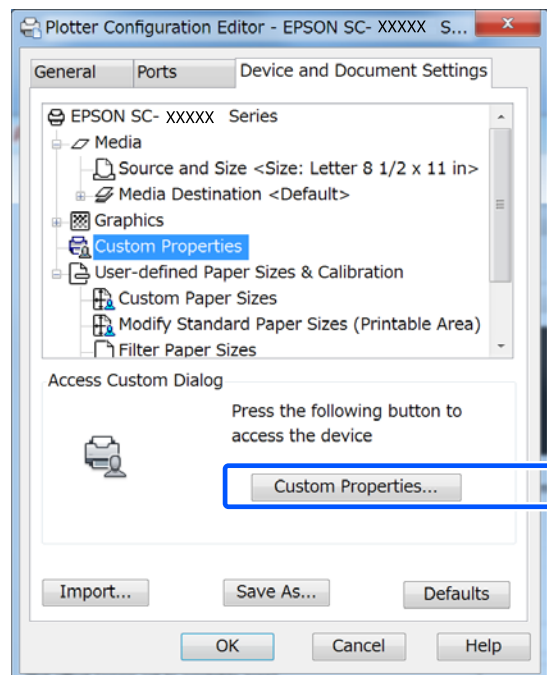 Plotter Configuration Editor - EPSON SC- XXXXX S...
General Ports Device and Document Settings
EPSON SC- XXXXX Series
Media
Source and Size <Size: Letter 8 1/2 x 11 in>
Media Destination <Default>
Graphics
Custom Properties
User-defined Paper Sizes & Calibration
Custom Paper Sizes
Modify Standard Paper Sizes (Printable Area)
Filter Paper Sizes
Access Custom Dialog
Press the following button to
access the device
Custom Properties...
Import... Save As... Defaults
OK Cancel Help